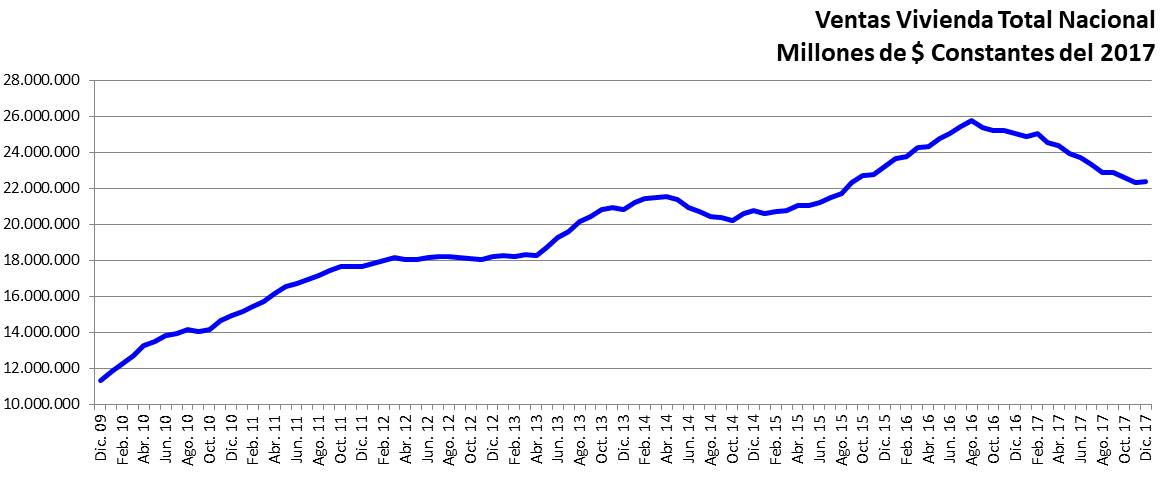 Ventas Vivienda Total Nacional
Millones de $ Constantes del 2017
28.000.000
26.000.000
24.000.000
22.000.000
20.000.000
18.000.000
16.000.000
14.000.000
12.000.000
10.000.000
Dic. 09
Feb. 10
Abr. 10
Jun. 10
Ago. 10
Oct. 10
Dic. 10
Feb. 11
Abr. 11
Jun. 11
Ago. 11
Oct. 11
Dic. 11
Feb. 12
Abr. 12
Jun. 12
Ago. 12
Oct. 12
Dic. 12
Feb. 13
Abr. 13
Jun. 13
Ago. 13
Oct. 13
Dic. 13
Feb. 14
Abr. 14
Jun. 14
Ago. 14
Oct. 14
Dic. 14
Feb. 15
Abr. 15
Jun. 15
Ago. 15
Oct. 15
Dic. 15
Feb. 16
Abr. 16
Jun. 16
Ago. 16
Oct. 16
Dic. 16
Feb. 17
Abr. 17
Jun. 17
Ago. 17
Oct. 17
Dic. 17